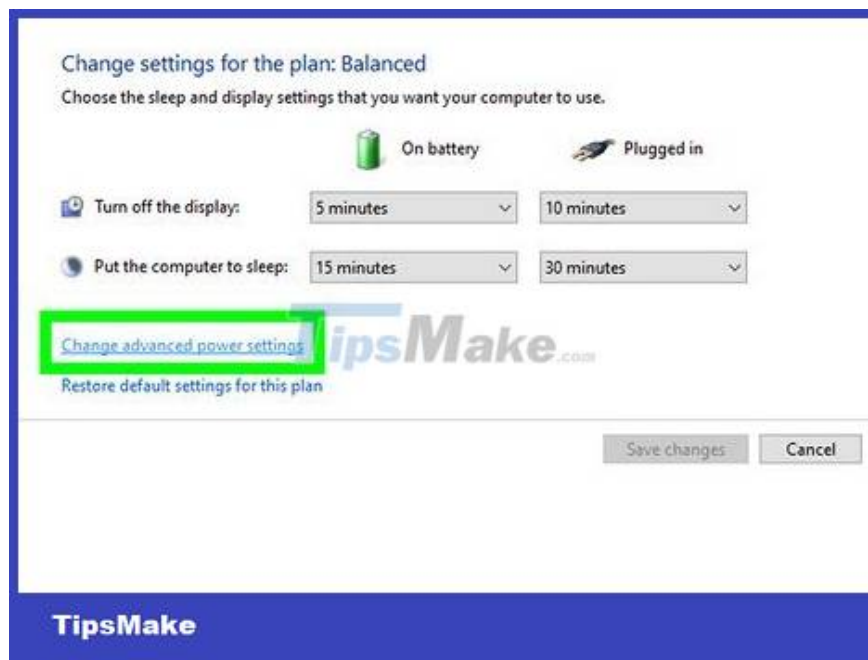 Change settings for the plan: Balanced
Choose the sleep and display settings that you want your computer to use.
On battery Plugged in
Turn off the display: 5 minutes 10 minutes
Put the computer to sleep: 15 minutes 30 minutes
TipsMake.com
Change advanced power settings
Restore default settings for this plan
Save changes Cancel
TipsMake